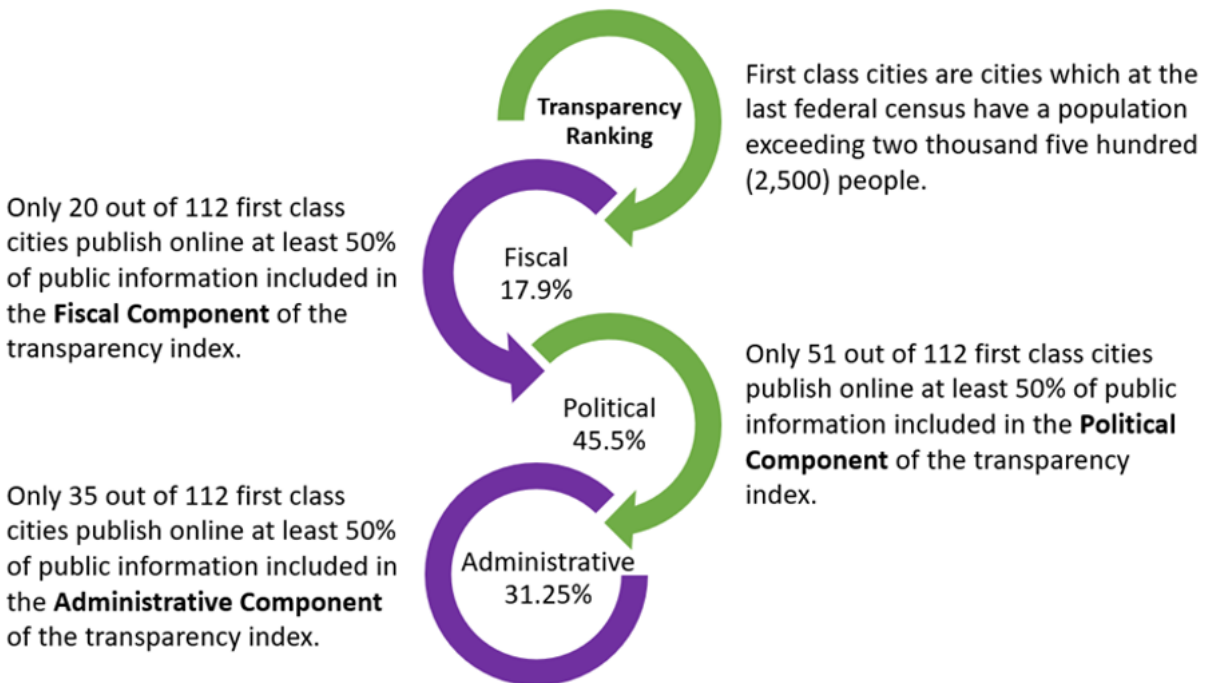 Transparency
Ranking
First class cities are cities which at the
last federal census have a population
exceeding two thousand five hundred
(2,500) people.
Only 20 out of 112 first class
cities publish online at least 50%
of public information included in
the Fiscal Component of the
transparency index.
Fiscal
17.9%
Only 51 out of 112 first class cities
publish online at least 50% of public
information included in the Political
Component of the transparency
index.
Political
45.5%
Only 35 out of 112 first class
cities publish online at least 50%
of public information included in
the Administrative Component
of the transparency index.
Administrative
31.25%